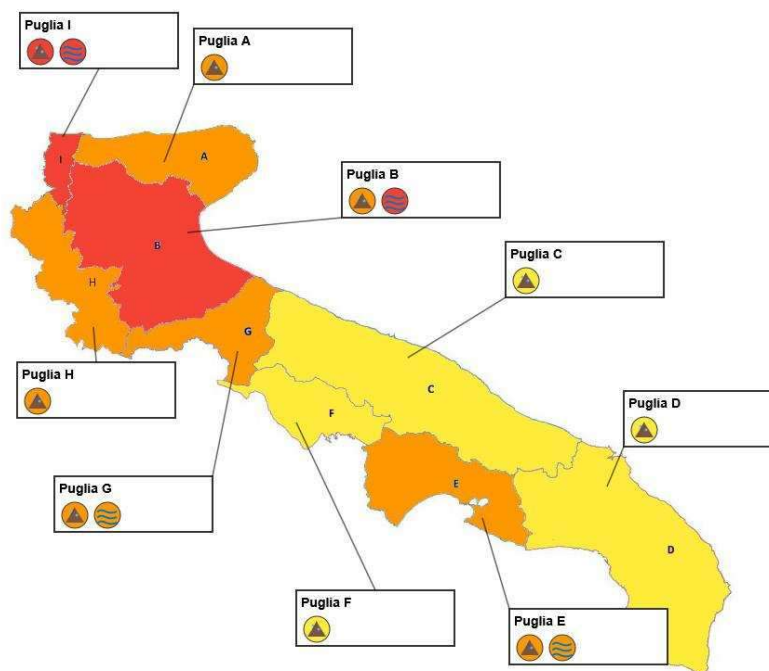 Puglia I
Puglia A
I
A
Puglia B
B
Puglia C
H
G
Puglia H
C
Puglia D
F
Puglia G
E
D
Puglia F
Puglia E